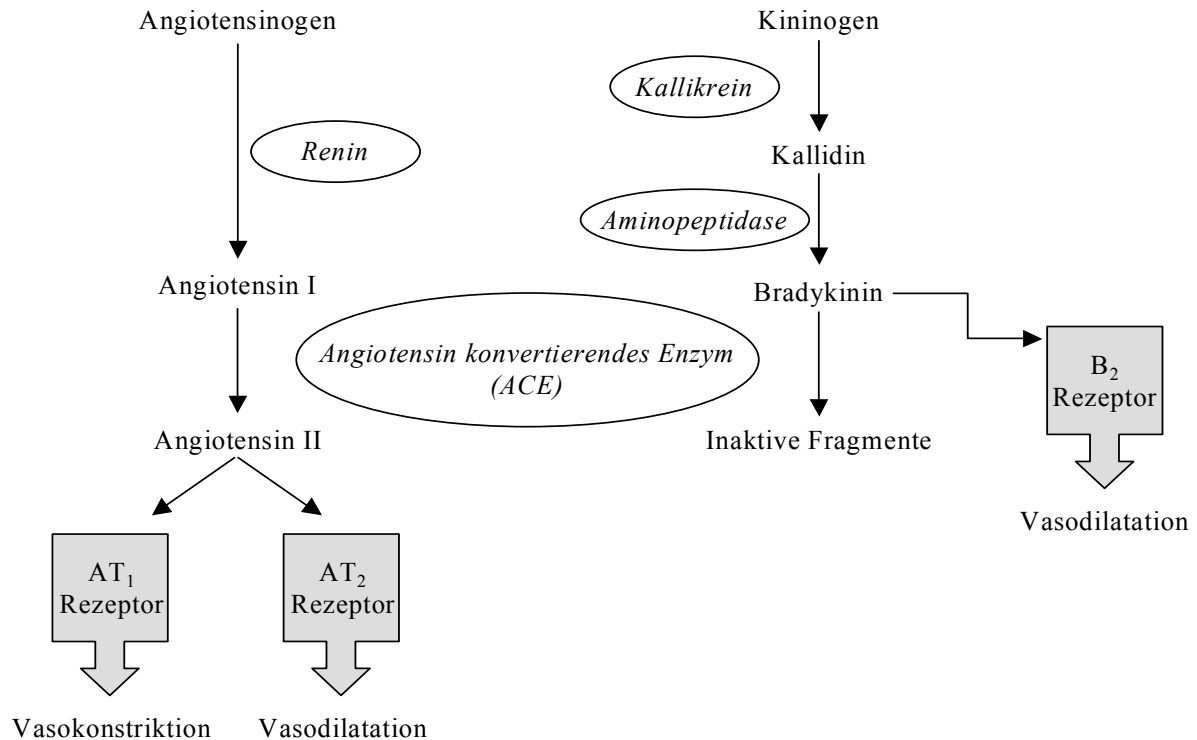 Angiotensinogen
Kininogen
Kallikrein
Renin
Kallidin
Aminopeptidase
Angiotensin I
Bradykinin
Angiotensin konvertierendes Enzym
(ACE)
B₂
Rezeptor
Angiotensin II
Inaktive Fragmente
Vasodilatation
AT₁
Rezeptor
AT₂
Rezeptor
Vasokonstriktion
Vasodilatation